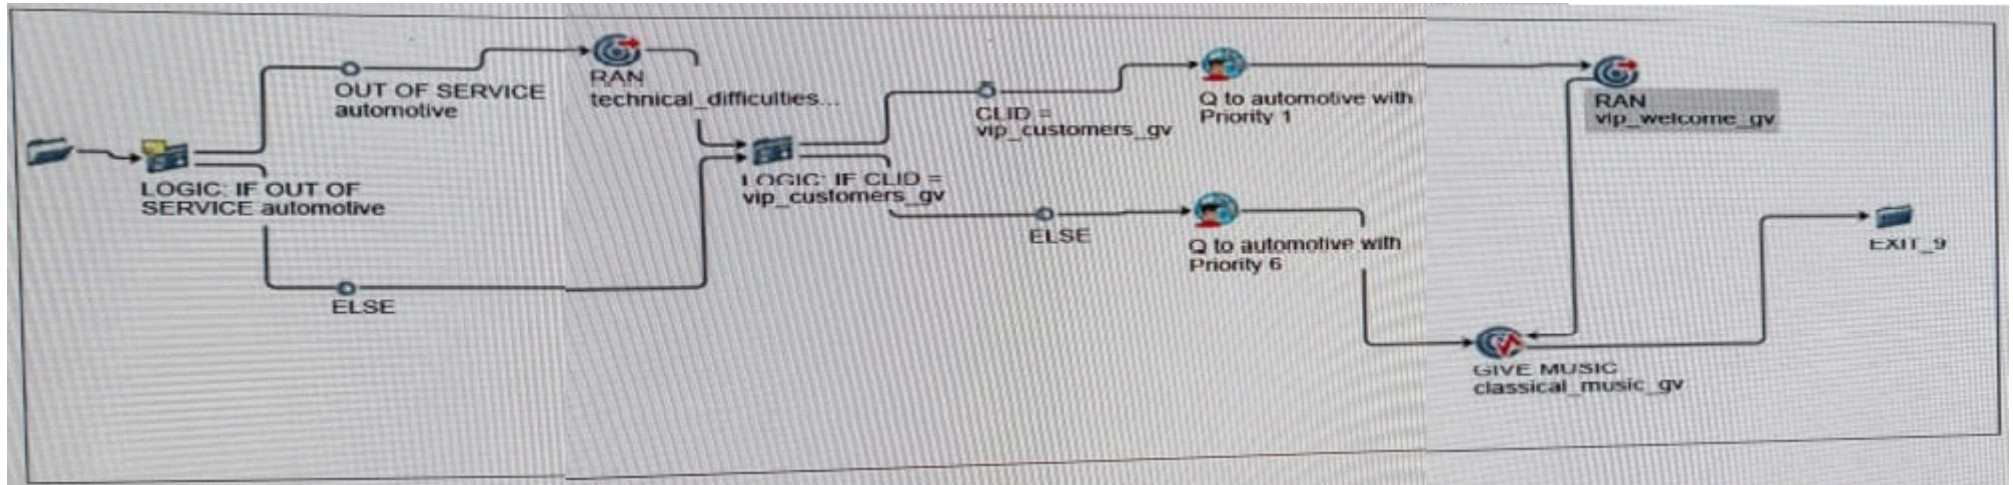 OUT OF SERVICE
automotive
LOGIC: IF OUT OF
SERVICE automotive
ELSE
RAN
technical_difficulties...
LOGIC: IF CLID =
vip_customers_gv
CLID =
vip_customers_gv
ELSE
Q to automotive with
Priority 1
Q to automotive with
Priority 6
RAN
vip_welcome_gv
GIVE MUSIC
classical_music_gv
EXIT_9